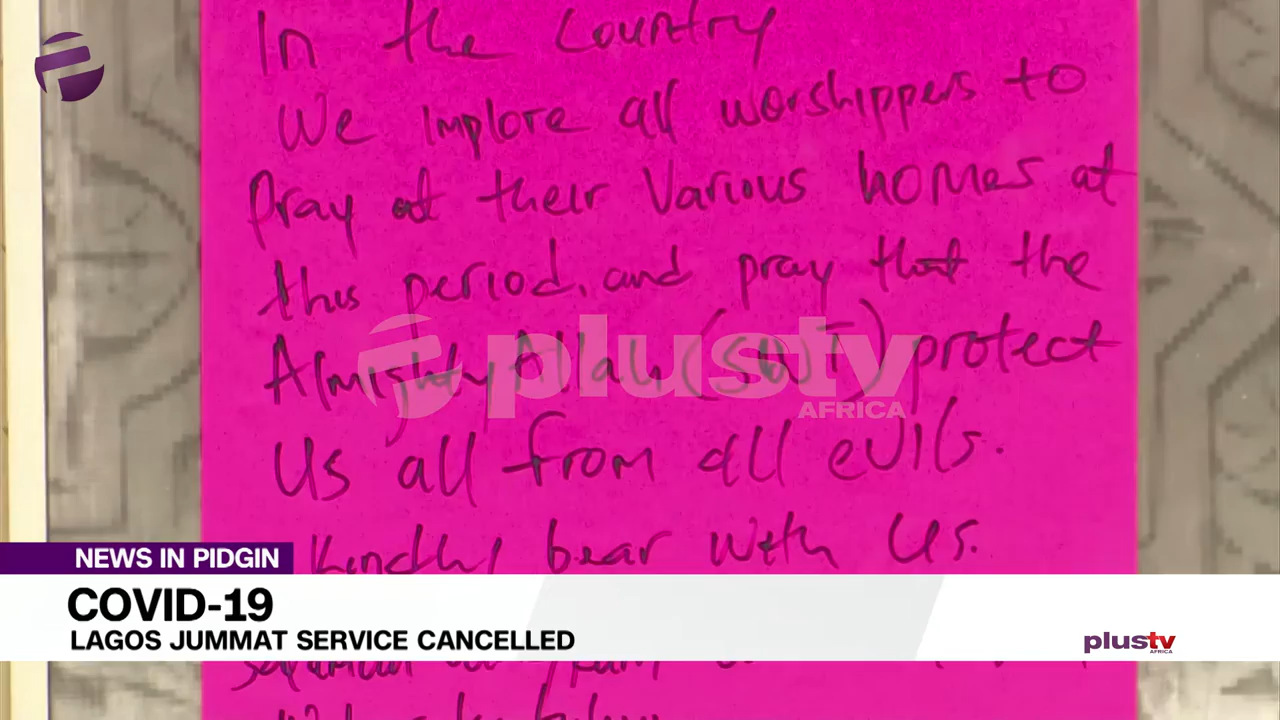 In the Country
We implore all worshippers to
Pray at their Various homes at
this period, and pray that the
Almighty Allah (SWT) protect
Us all from all evils.
Kindly bear with Us.
plustv
AFRICA
NEWS IN PIDGIN
COVID-19
LAGOS JUMMAT SERVICE CANCELLED
plustv
AFRICA